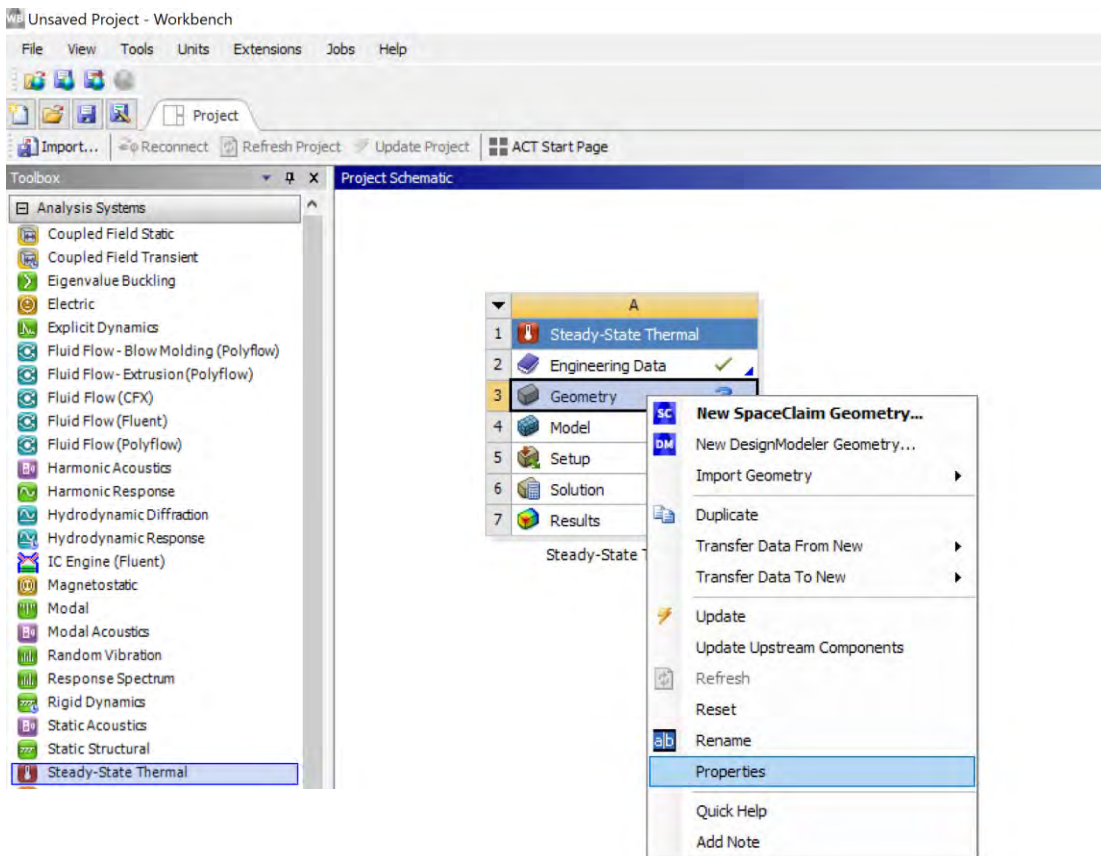 Unsaved Project - Workbench
File View Tools Units Extensions Jobs Help
Project
Import... Reconnect Refresh Project Update Project ACT Start Page
Toolbox
Project Schematic
Analysis Systems
Coupled Field Static
Coupled Field Transient
Eigenvalue Buckling
Electric
Explicit Dynamics
Fluid Flow - Blow Molding (Polyflow)
Fluid Flow - Extrusion (Polyflow)
Fluid Flow (CFX)
Fluid Flow (Fluent)
Fluid Flow (Polyflow)
Harmonic Acoustics
Harmonic Response
Hydrodynamic Diffraction
Hydrodynamic Response
IC Engine (Fluent)
Magnetostatic
Modal
Modal Acoustics
Random Vibration
Response Spectrum
Rigid Dynamics
Static Acoustics
Static Structural
Steady-State Thermal
A
1 Steady-State Thermal
2 Engineering Data
3 Geometry
4 Model
5 Setup
6 Solution
7 Results
Steady-State T
SC New SpaceClaim Geometry...
DM New DesignModeler Geometry...
Import Geometry
Duplicate
Transfer Data From New
Transfer Data To New
Update
Update Upstream Components
Refresh
Reset
a|b Rename
Properties
Quick Help
Add Note